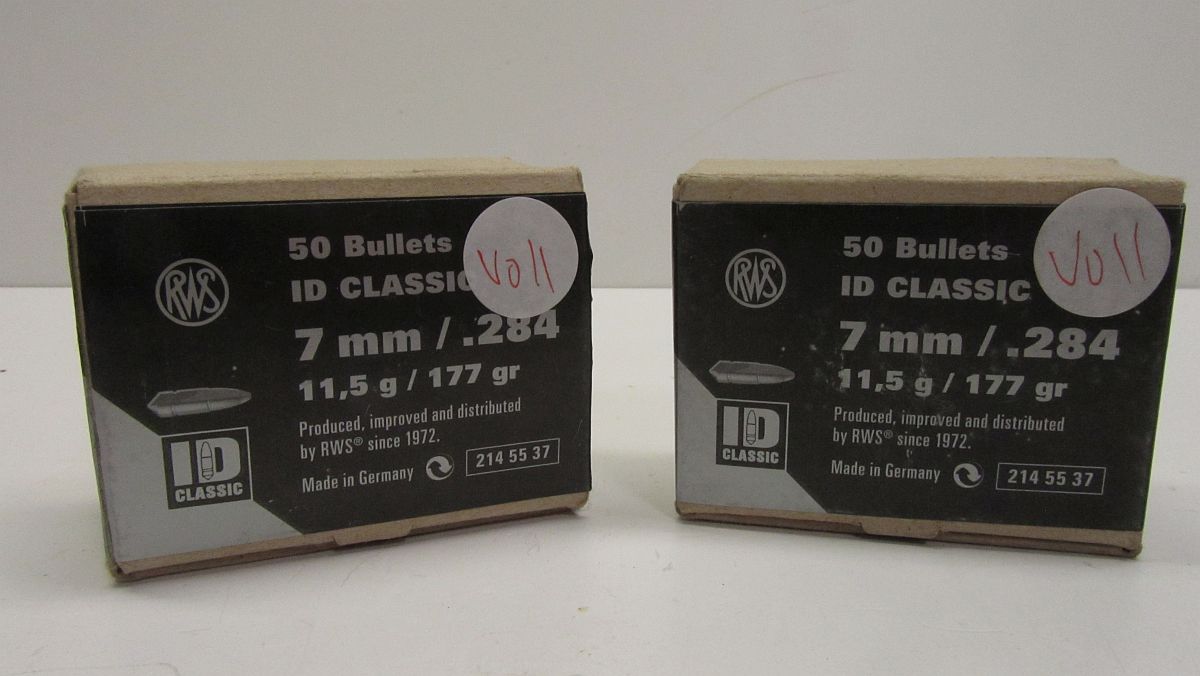 50 Bullets
Voll
RWS
ID CLASSIC
7 mm / .284
11,5 g / 177 gr
Produced, improved and distributed
by RWS® since 1972.
ID
CLASSIC
Made in Germany
214 55 37
50 Bullets
Voll
RWS
ID CLASSIC
7 mm / .284
11,5 g / 177 gr
Produced, improved and distributed
by RWS® since 1972.
ID
CLASSIC
Made in Germany
214 55 37